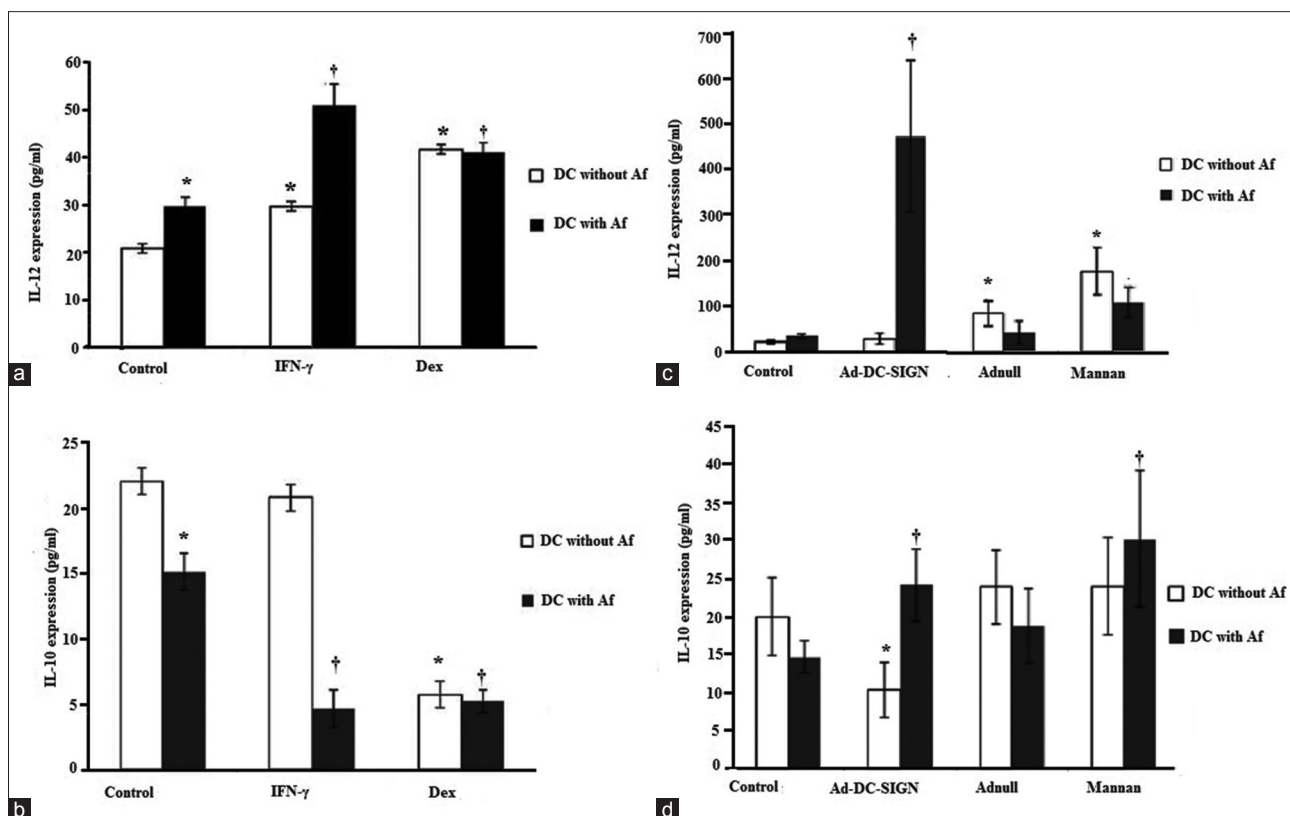 IL-12 expression (pg/ml)
60
50
40
30
20
10
0
*
*
†
*
†
Control
IFN-γ
Dex
DC without Af
DC with Af
a
IL-12 expression (pg/ml)
700
600
500
400
300
200
100
0
†
*
*
Control
Ad-DC-SIGN
Adnull
Mannan
DC without Af
DC with Af
c
IL-10 expression (pg/ml)
25
20
15
10
5
0
*
†
*
†
Control
IFN-γ
Dex
DC without Af
DC with Af
b
IL-10 expression (pg/ml)
45
40
35
30
25
20
15
10
5
0
*
†
†
Control
Ad-DC-SIGN
Adnull
Mannan
DC without Af
DC with Af
d